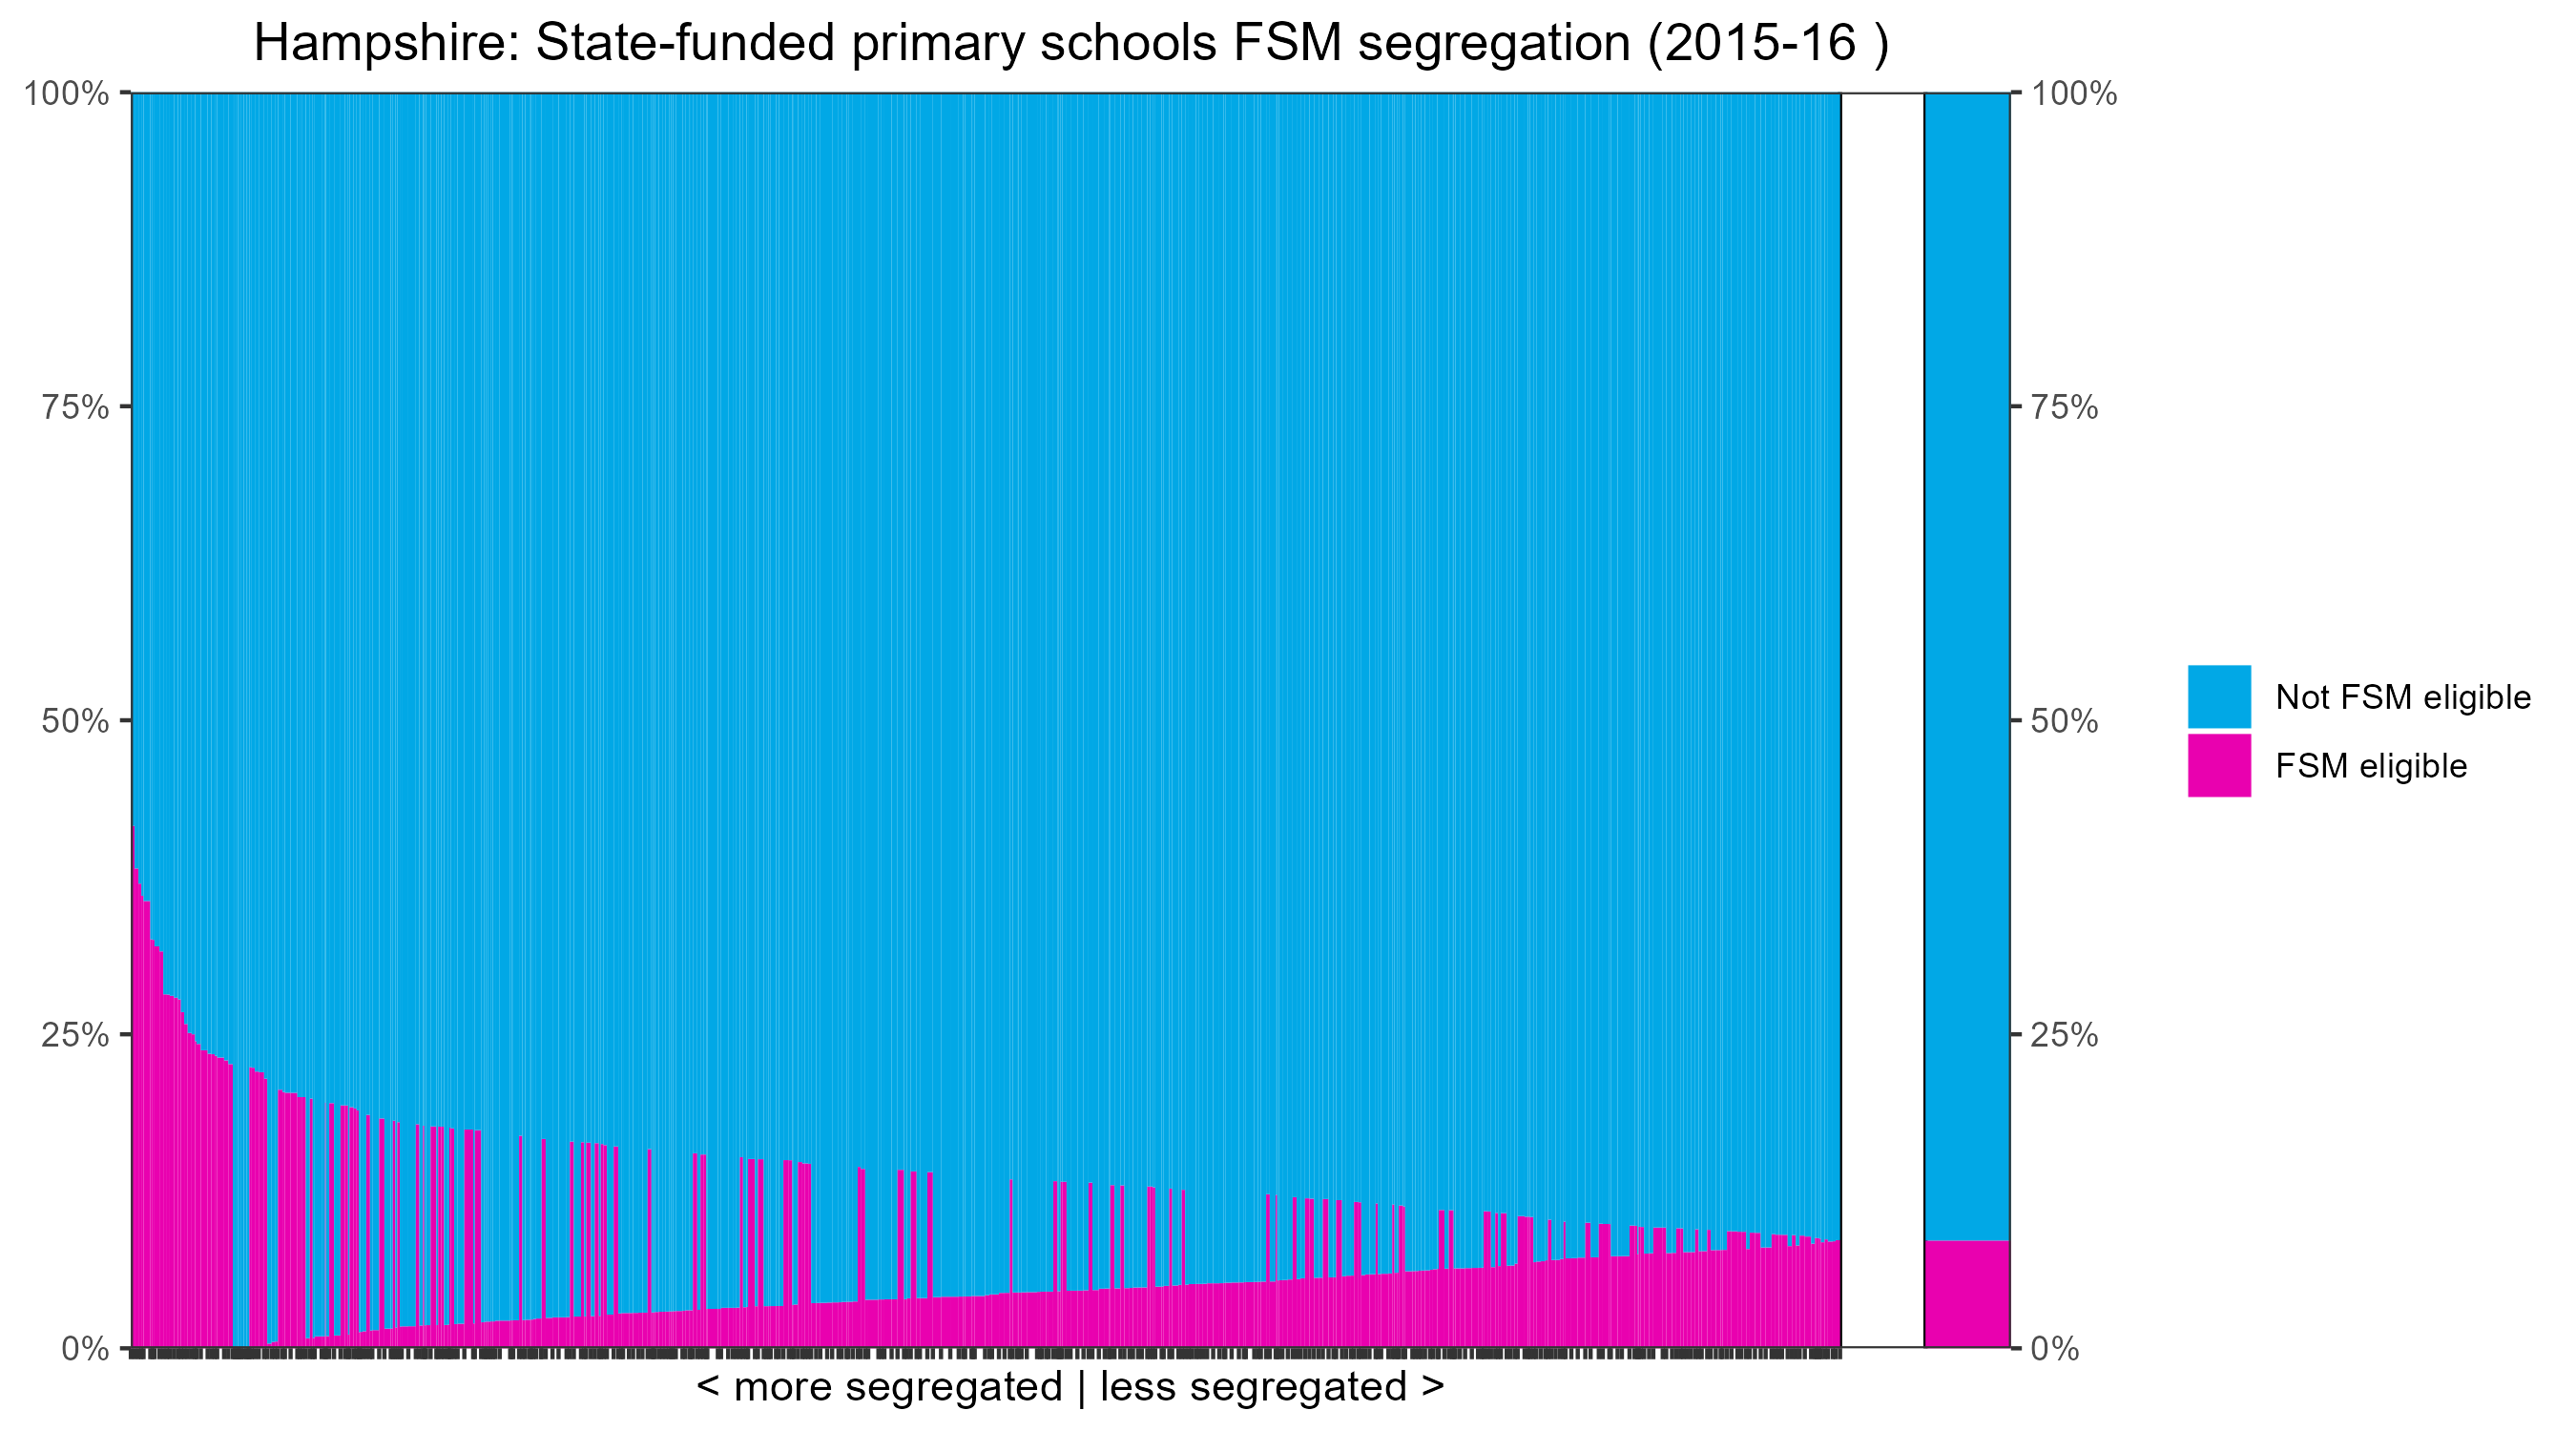 Hampshire: State-funded primary schools FSM segregation (2015-16 )
100%
75%
50%
25%
0%
100%
75%
50%
25%
0%
Not FSM eligible
FSM eligible
< more segregated | less segregated >